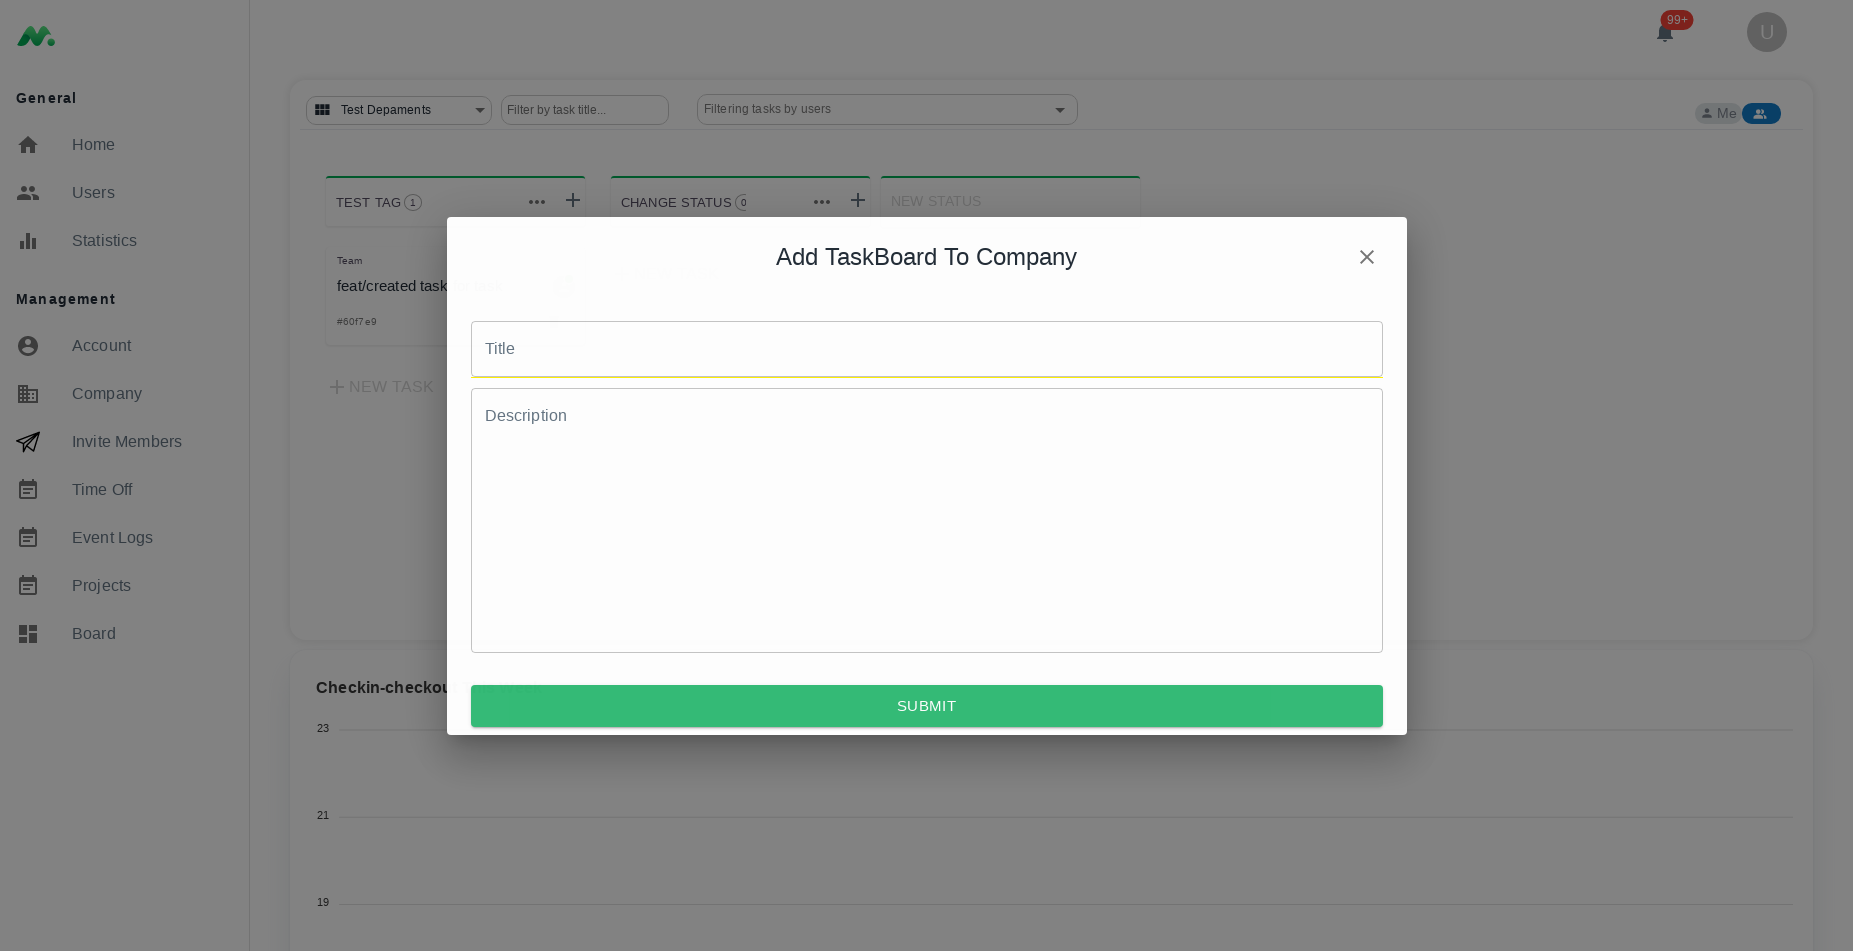 99+
U
General
Home
Users
Statistics
Management
Account
Company
Invite Members
Time Off
Event Logs
Projects
Board
Test Depaments
Filter by task title...
Filtering tasks by users
Me
TEST TAG 1
CHANGE STATUS 0
NEW STATUS
Team
feat/created task
#60f7e9
NEW TASK
Add TaskBoard To Company
Title
Description
SUBMIT
Checkin-checkout
23
21
19